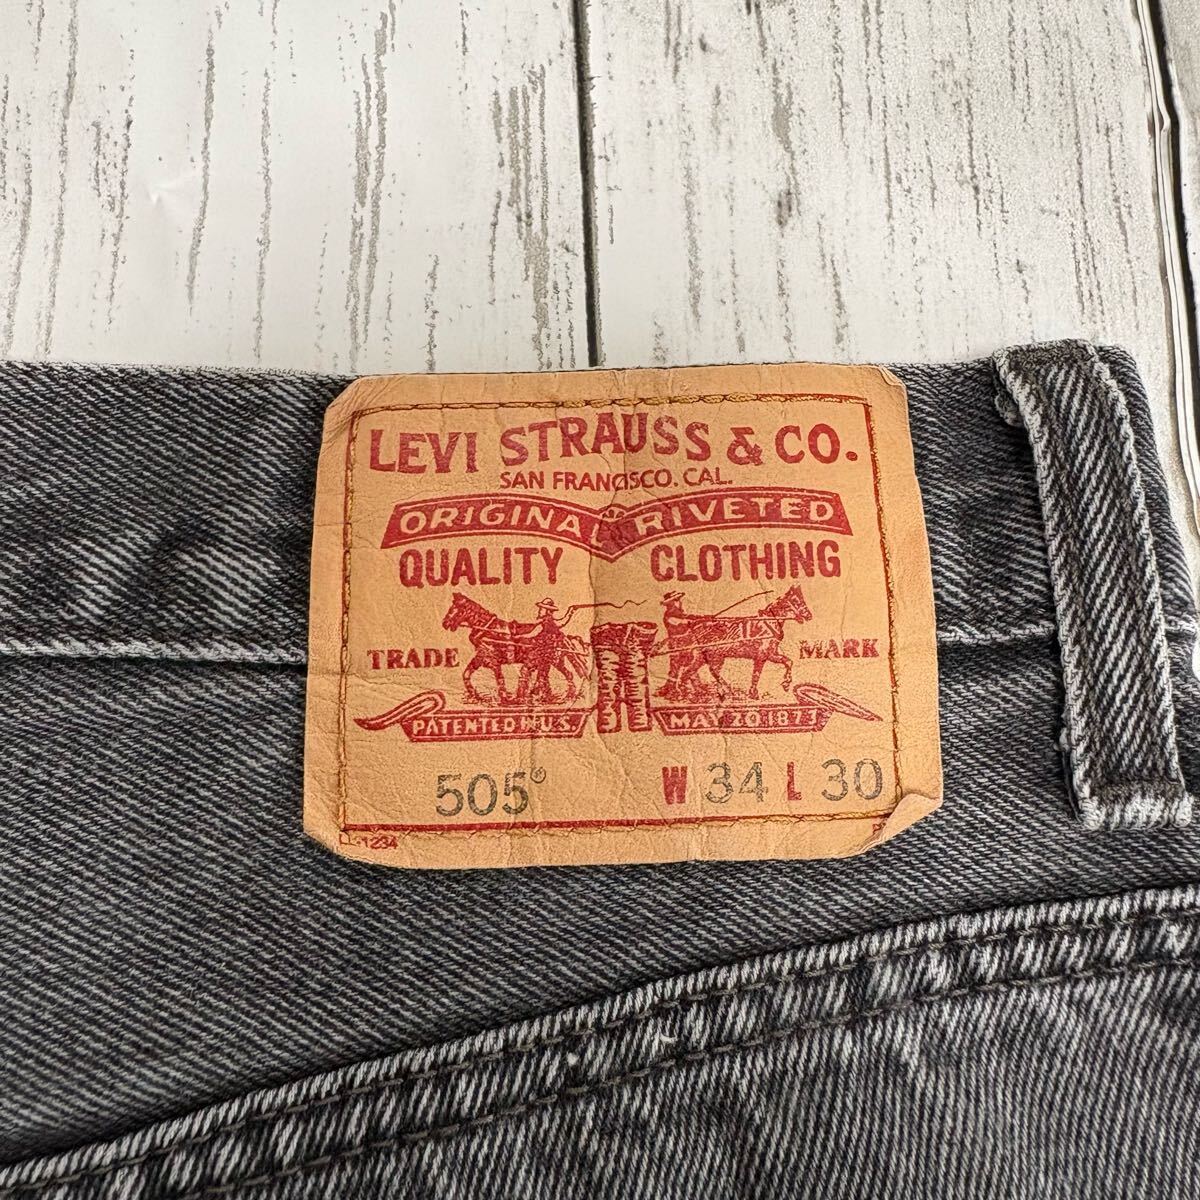 LEVI STRAUSS & CO.
SAN FRANCISCO. CAL.
ORIGINAL RIVETED
QUALITY CLOTHING
TRADE MARK
PATENTED IN U.S. MAY 20 1873
505® W 34 L 30